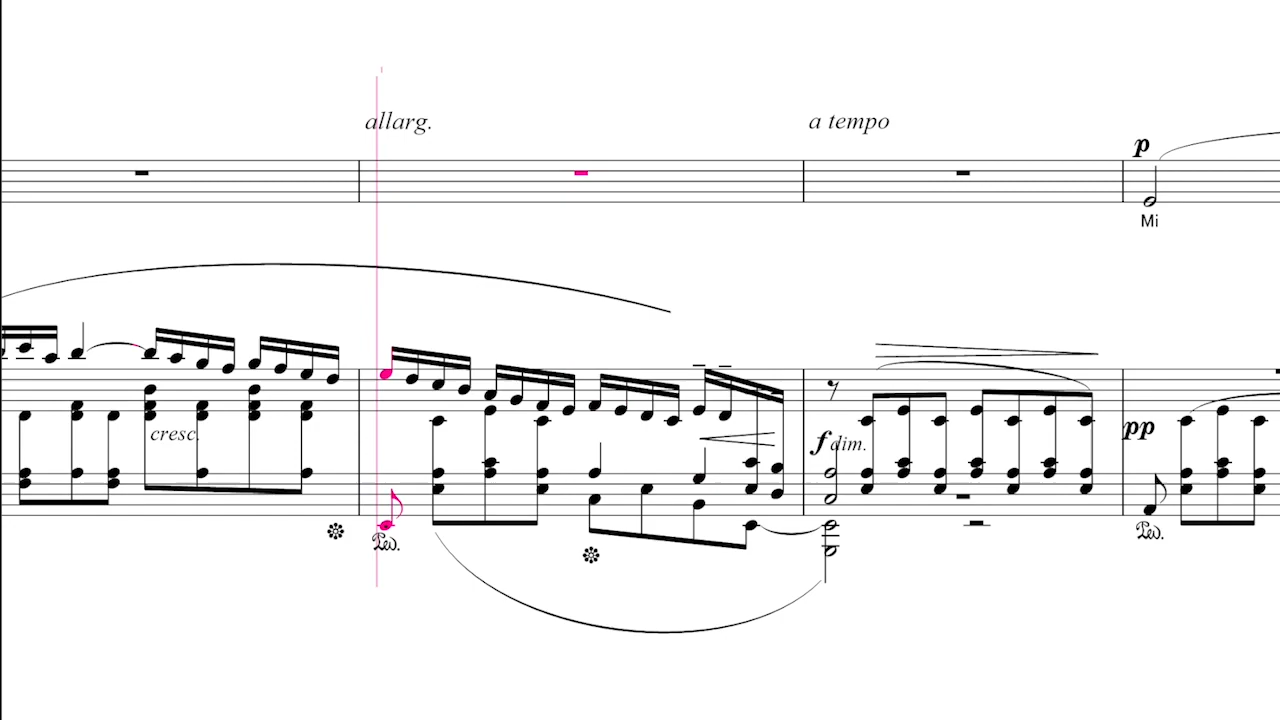 allarg.
a tempo
p
Mi
cresc.
f dim.
pp
Ped.
Ped.